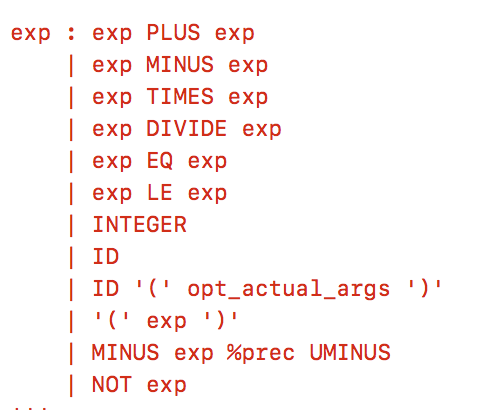 exp : exp PLUS exp
| exp MINUS exp
| exp TIMES exp
| exp DIVIDE exp
| exp EQ exp
| exp LE exp
| INTEGER
| ID
| ID '(' opt_actual_args ')'
| '(' exp ')'
| MINUS exp %prec UMINUS
| NOT exp
'''